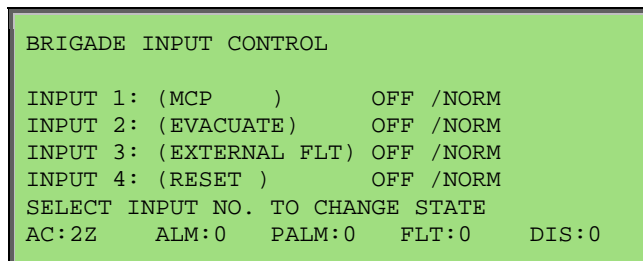 BRIGADE INPUT CONTROL
INPUT 1: (MCP     )     OFF /NORM
INPUT 2: (EVACUATE)     OFF /NORM
INPUT 3: (EXTERNAL FLT) OFF /NORM
INPUT 4: (RESET )       OFF /NORM
SELECT INPUT NO. TO CHANGE STATE
AC:2Z   ALM:0   PALM:0   FLT:0   DIS:0